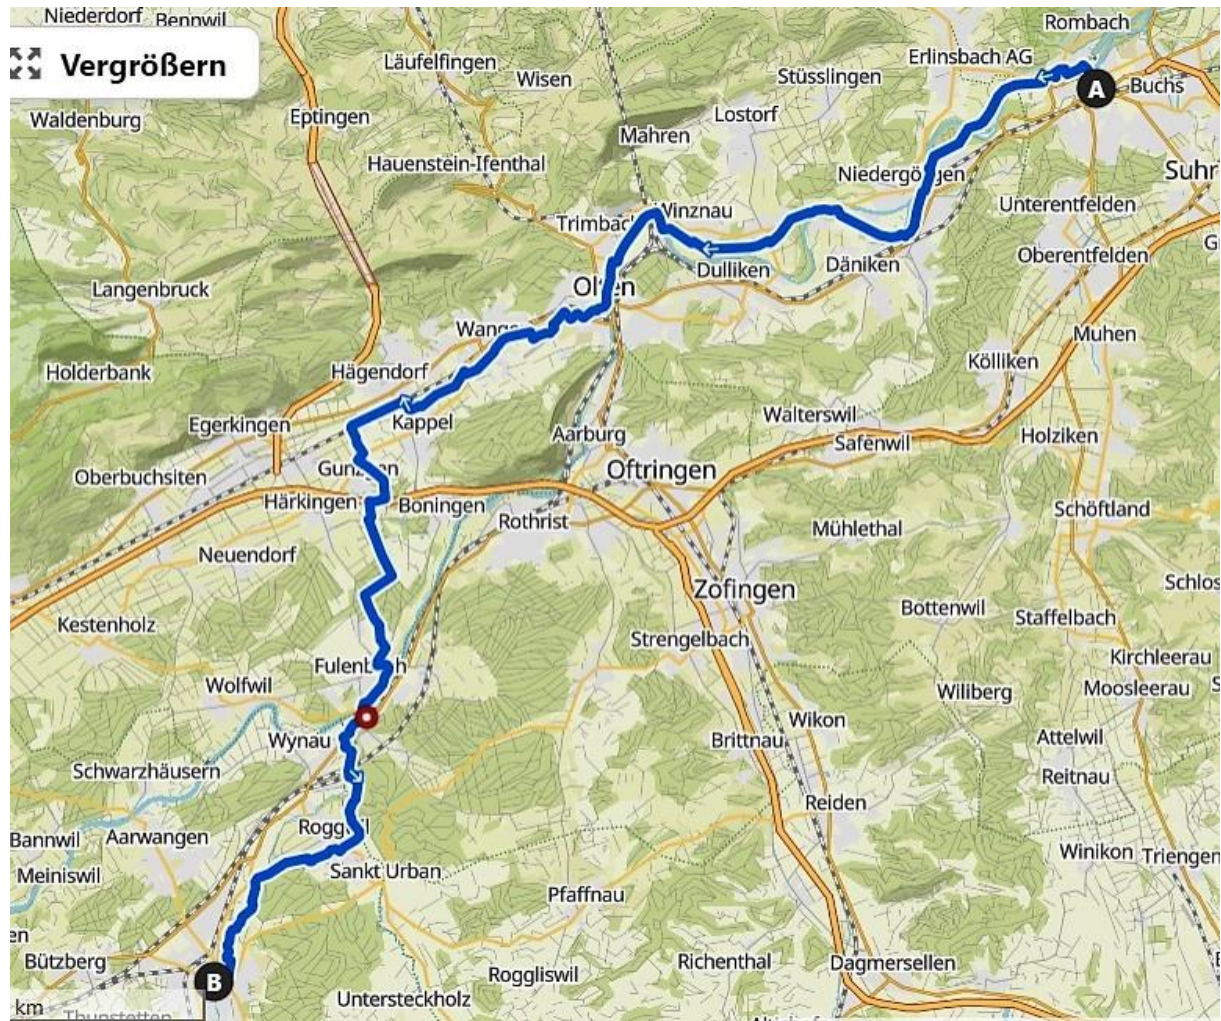 Niederdorf
Bennwil
Rombach
Vergrößern
Läufelfingen
Wisen
Stüsslingen
Erlinsbach AG
A
Buchs
Waldenburg
Eptingen
Lostorf
Mahren
Hauenstein-Ifenthal
Suhr
Unterentfelden
Winznau
Oberentfelden
Dulliken
Däniken
Langenbruck
Muhen
Kölliken
Holderbank
Hägendorf
Walterswil
Egerkingen
Kappel
Aarburg
Safenwil
Holziken
Oftringen
Oberbuchsiten
Härkingen
Boningen
Schöftland
Rothrist
Mühlethal
Neuendorf
Zofingen
Bottenwil
Staffelbach
Kestenholz
Strengelbach
Kirchleerau
Wolfwil
Wiliberg
Moosleerau
Wikon
Wynau
Brittnau
Attelwil
Schwarzhäusern
Reitnau
Reiden
Bannwil
Aarwangen
Winikon
Triengen
Meiniswil
Sankt Urban
Pfaffnau
Bützberg
Roggliswil
Richenthal
Dagmersellen
B
Untersteckholz
km